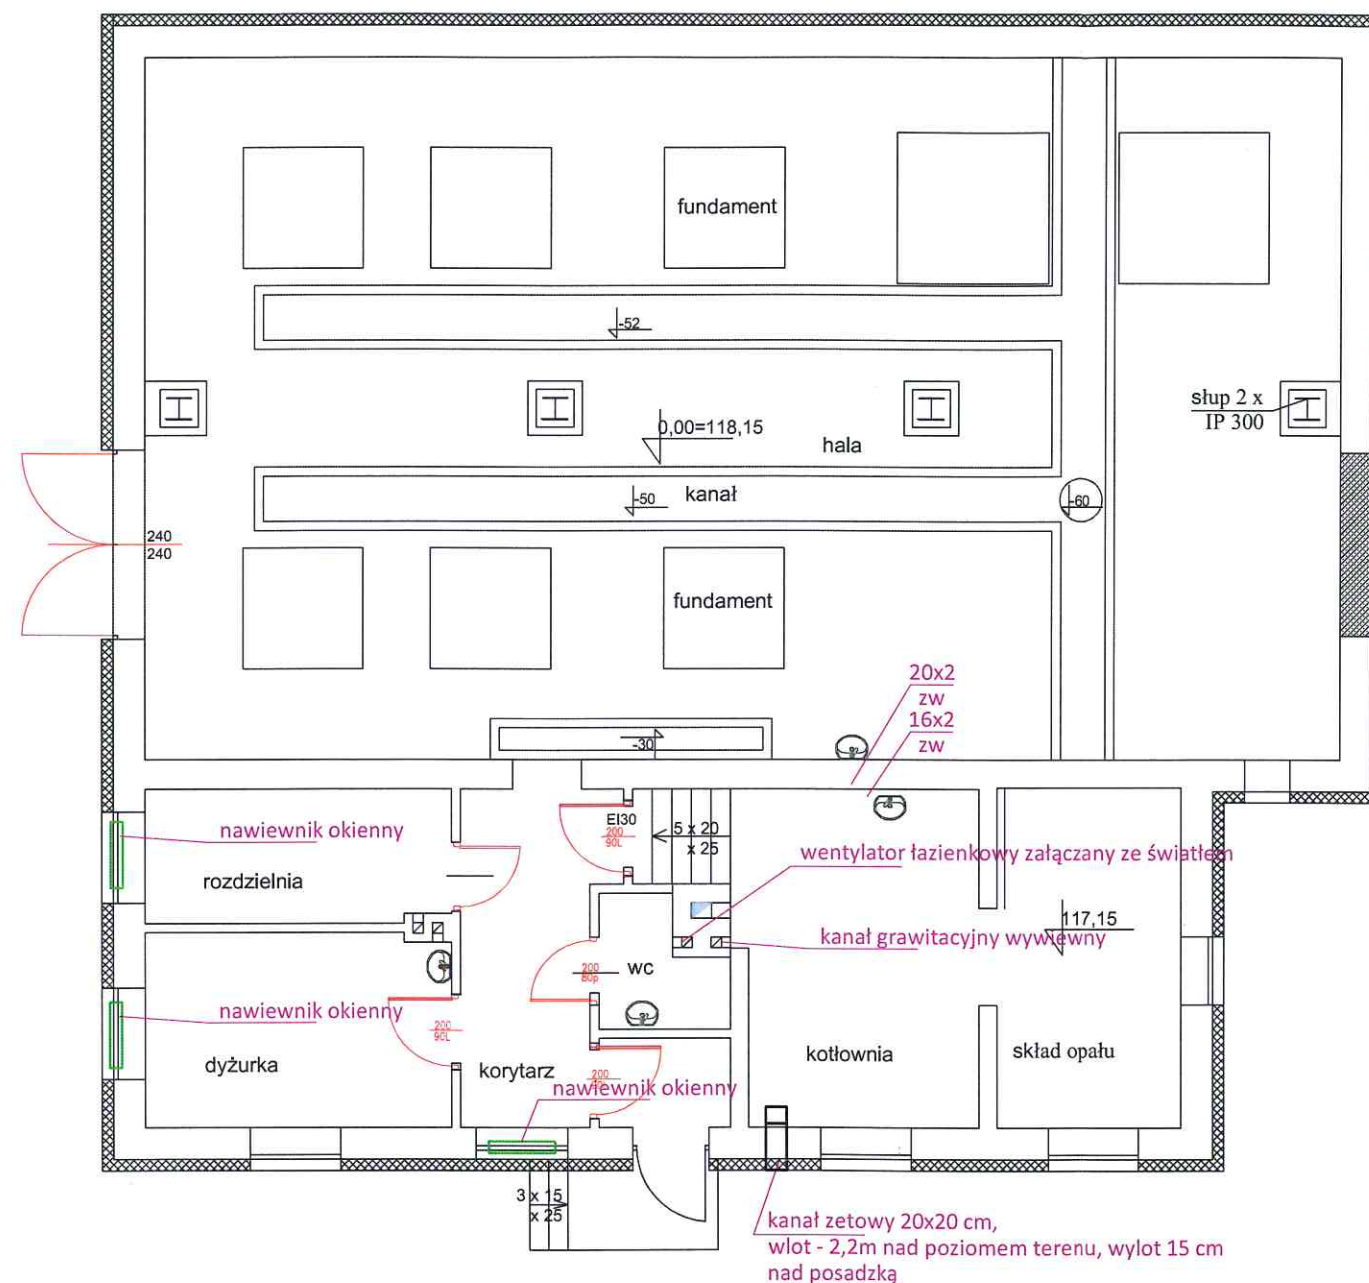 fundament
-52
słup 2 x
IP 300
0,00=118,15
hala
kanał
-50
-60
240
240
fundament
20x2
zw
16x2
zw
-30
nawiewnik okienny
EI30
200
90L
5 x 20
x 25
wentylator łazienkowy załączany ze światłem
rozdzielnia
117,15
kanał grawitacyjny wywiewny
wc
200
80p
nawiewnik okienny
200
90L
dyżurka
korytarz
kotłownia
skład opału
200
nawiewnik okienny
3 x 15
x 25
kanał zetowy 20x20 cm,
wlot - 2,2m nad poziomem terenu, wylot 15 cm
nad posadzką